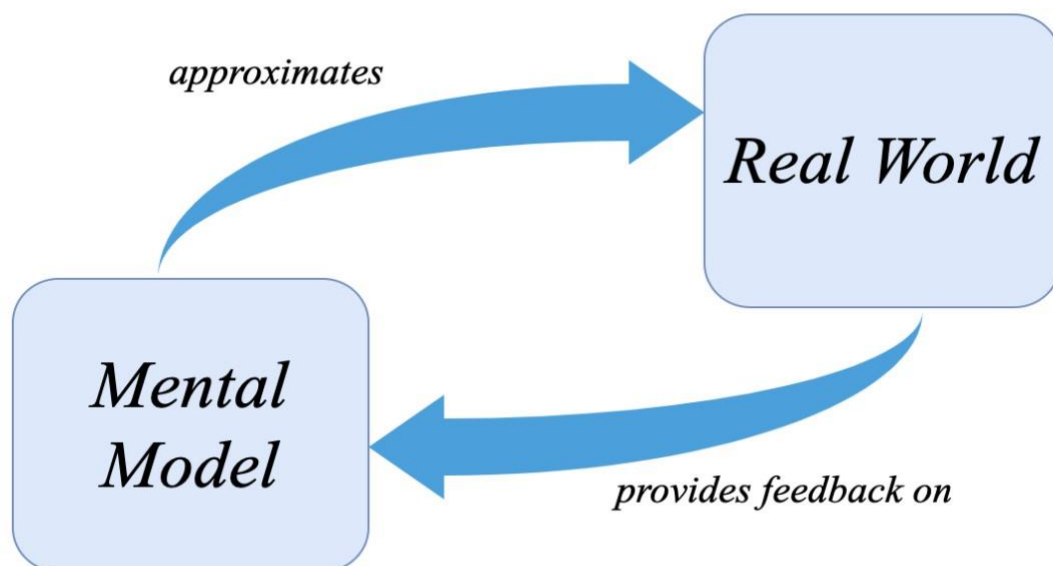 approximates
Real World
Mental
Model
provides feedback on